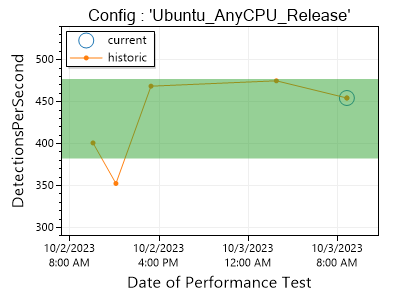 Config : 'Ubuntu_AnyCPU_Release'
current
historic
DetectionsPerSecond
500
450
400
350
300
10/2/2023
8:00 AM
10/2/2023
4:00 PM
10/3/2023
12:00 AM
10/3/2023
8:00 AM
Date of Performance Test